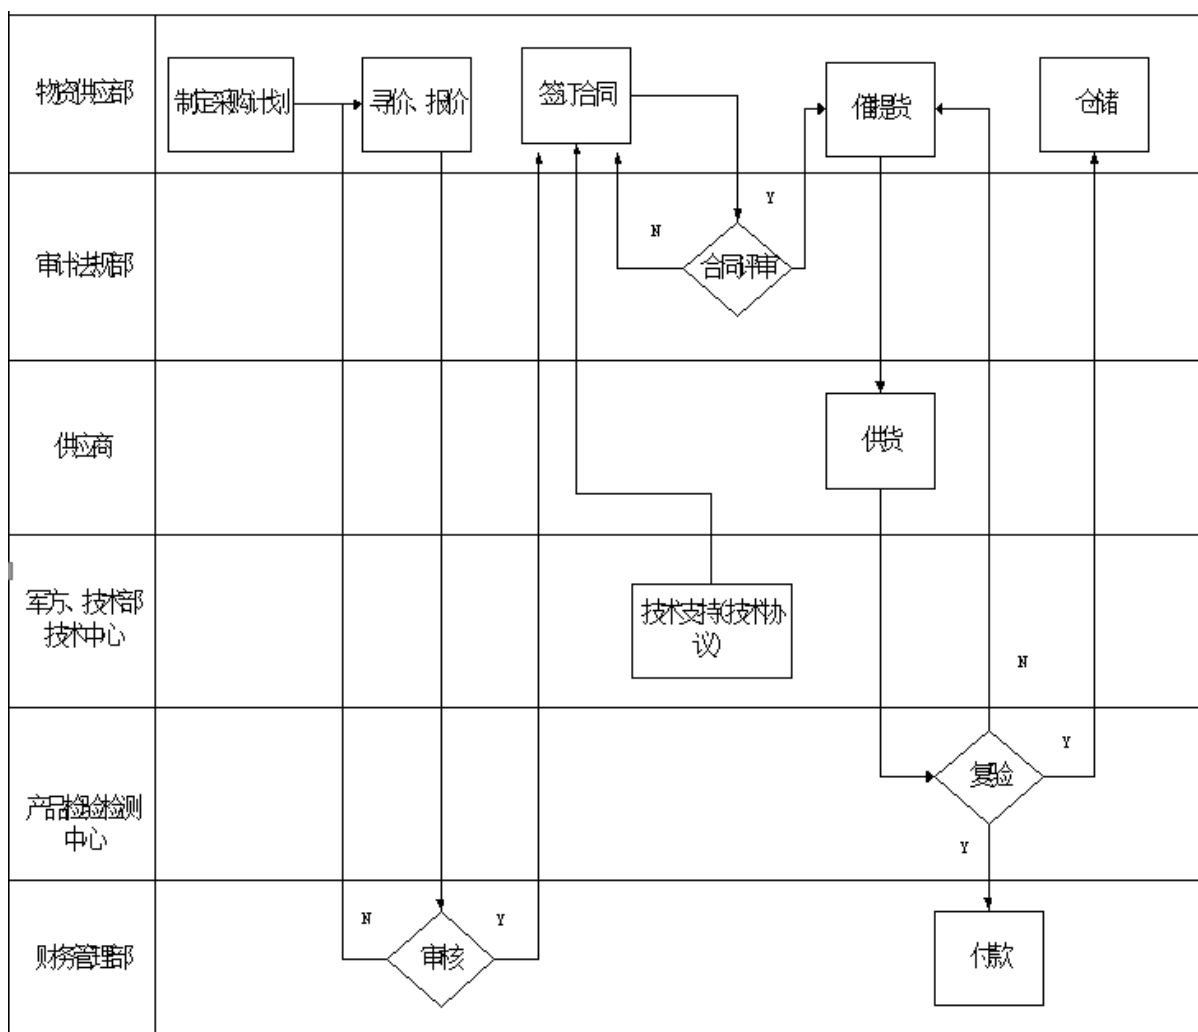 物资供应部
制定采购计划
寻价、报价
签订合同
催提货
仓储
Y
N
审计法规部
合同评审
供应商
供货
军方、技术部
技术中心
技术支持(技术协
议)
N
Y
复验
产品检验检测
中心
Y
N
Y
财务管理部
审核
付款